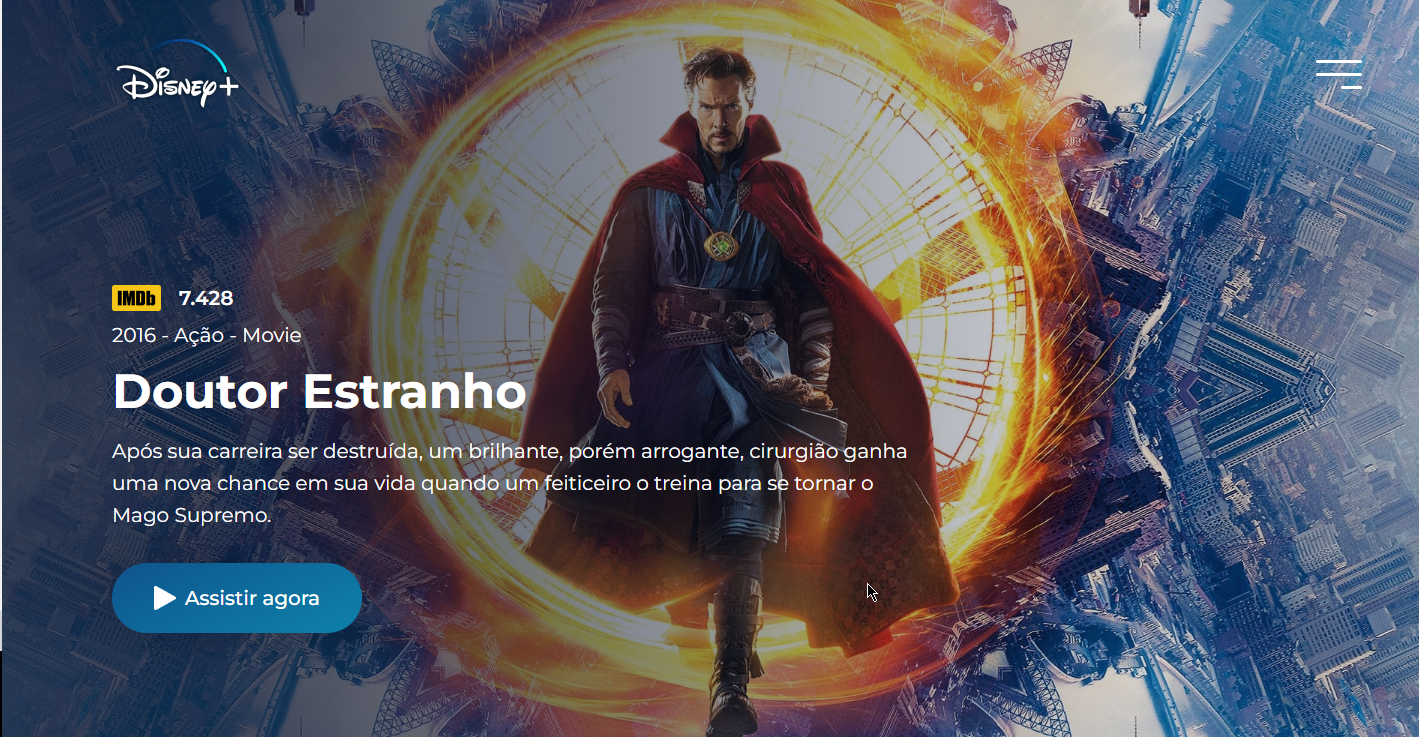 Disney+
IMDb 7.428
2016 - Ação - Movie
Doutor Estranho
Após sua carreira ser destruída, um brilhante, porém arrogante, cirurgião ganha
uma nova chance em sua vida quando um feiticeiro o treina para se tornar o
Mago Supremo.
Assistir agora